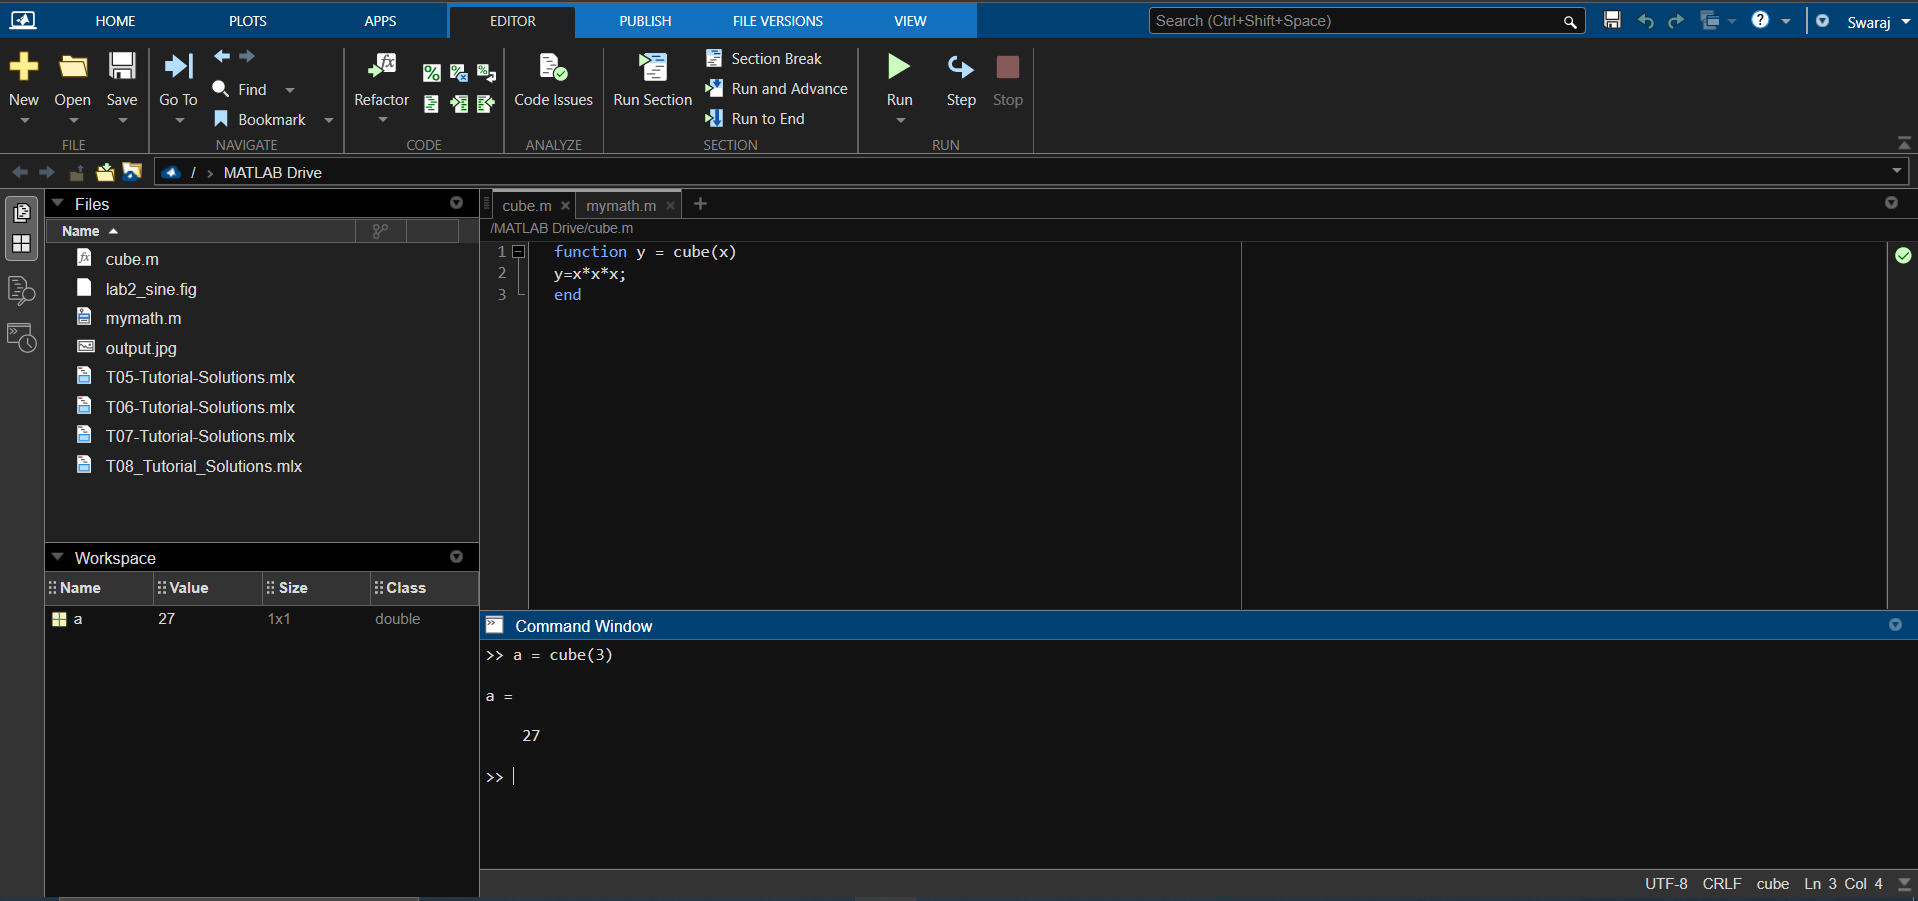 HOME PLOTS APPS EDITOR PUBLISH FILE VERSIONS VIEW Search (Ctrl+Shift+Space) Swaraj
New Open Save Go To Find Bookmark Refactor Code Issues Run Section Section Break Run and Advance Run to End Run Step Stop
FILE NAVIGATE CODE ANALYZE SECTION RUN
/ › MATLAB Drive
Files
Name
cube.m
lab2_sine.fig
mymath.m
output.jpg
T05-Tutorial-Solutions.mlx
T06-Tutorial-Solutions.mlx
T07-Tutorial-Solutions.mlx
T08_Tutorial_Solutions.mlx
Workspace
Name Value Size Class
a 27 1x1 double
cube.m × mymath.m × +
/MATLAB Drive/cube.m
1 function y = cube(x)
2 y=x*x*x;
3 end
Command Window
>> a = cube(3)
a =
27
>>
UTF-8 CRLF cube Ln 3 Col 4